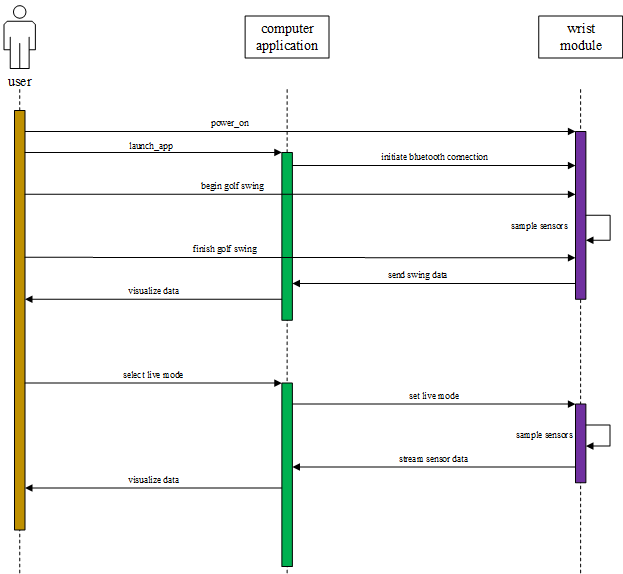 computer
application
wrist
module
user
power_on
launch_app
initiate bluetooth connection
begin golf swing
sample sensors
finish golf swing
send swing data
visualize data
select live mode
set live mode
sample sensors
stream sensor data
visualize data